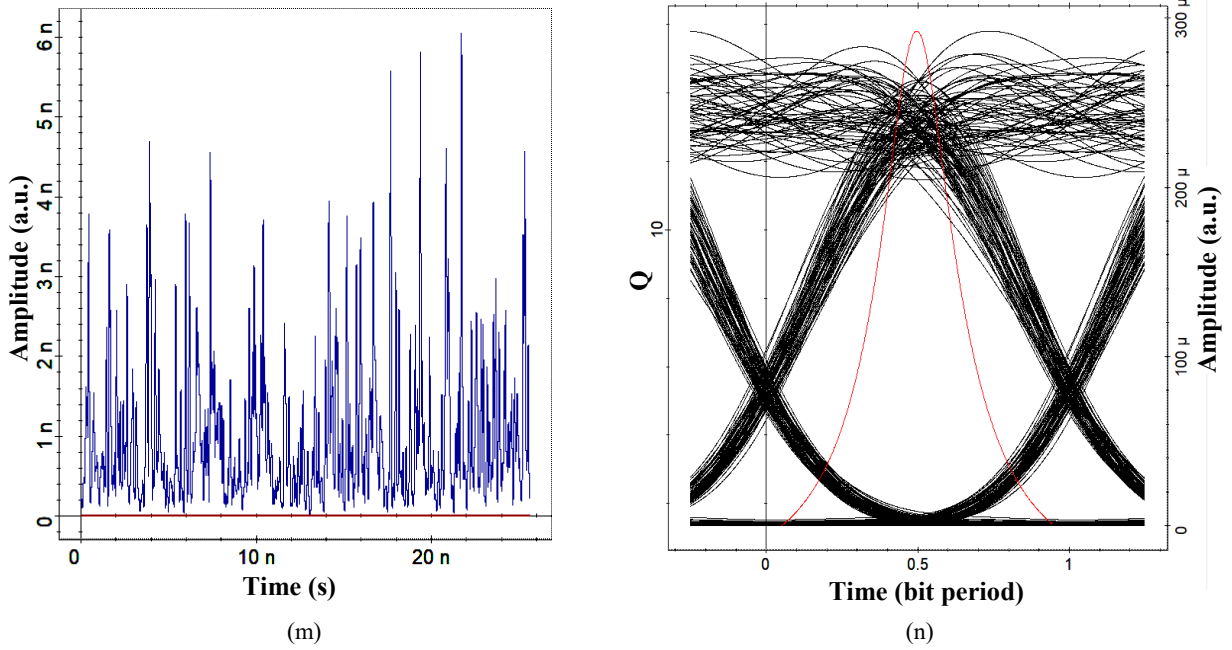 6 n
5 n
4 n
3 n
2 n
1 n
0
Amplitude (a.u.)
0
10 n
20 n
Time (s)
(m)
10
Q
0
0.5
1
Time (bit period)
300 µ
200 µ
100 µ
0
Amplitude (a.u.)
(n)